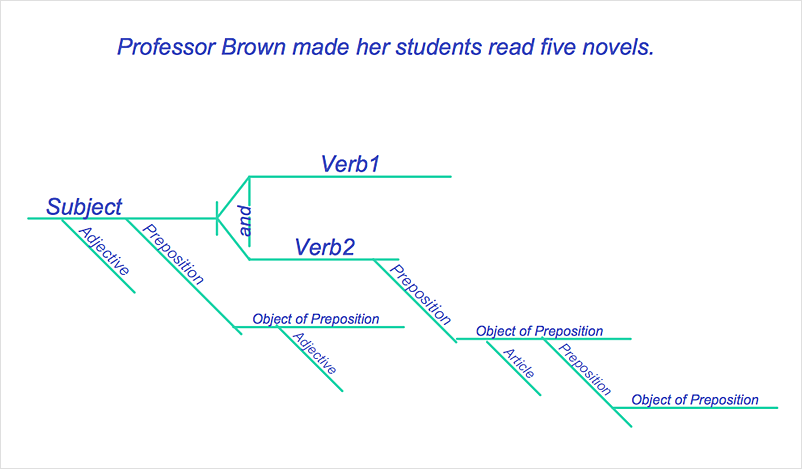 Professor Brown made her students read five novels.
Verb1
Subject
and
Adjective
Preposition
Verb2
Preposition
Object of Preposition
Adjective
Object of Preposition
Article
Preposition
Object of Preposition